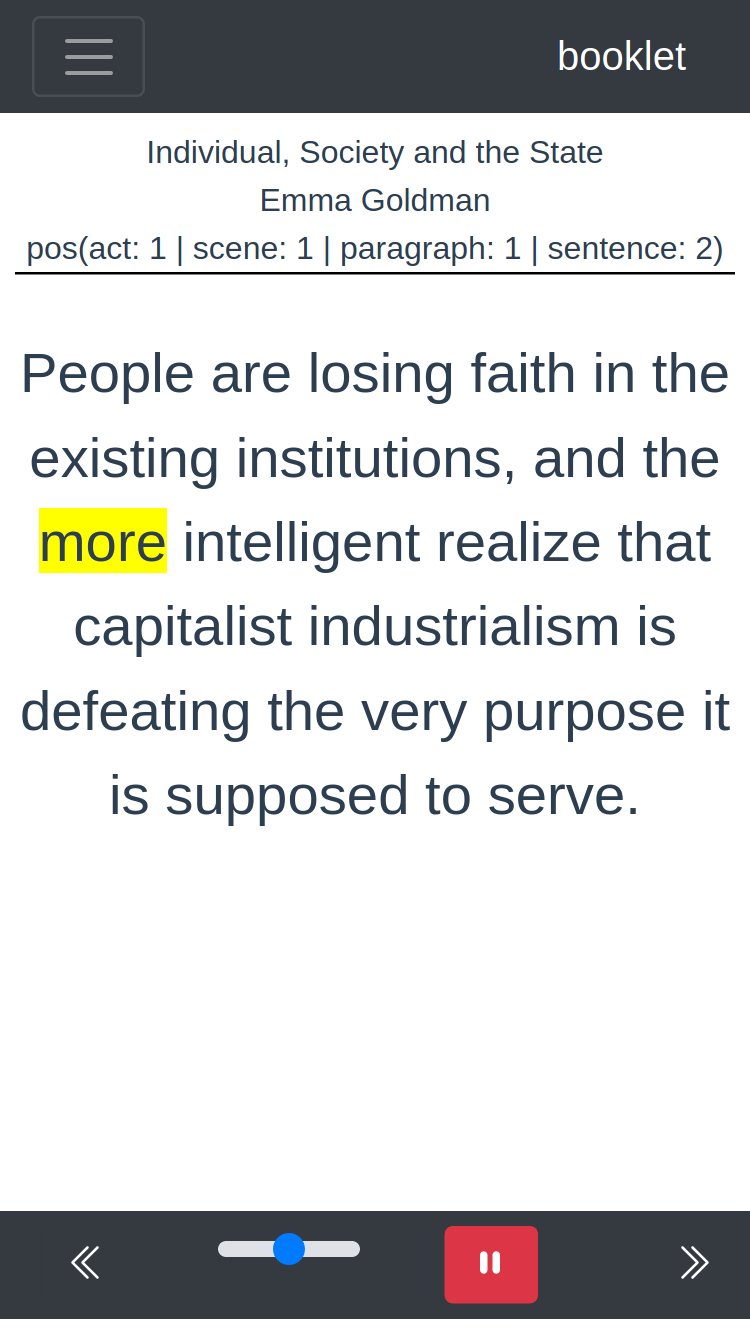 booklet
Individual, Society and the State
Emma Goldman
pos(act: 1 | scene: 1 | paragraph: 1 | sentence: 2)
People are losing faith in the
existing institutions, and the
more intelligent realize that
capitalist industrialism is
defeating the very purpose it
is supposed to serve.